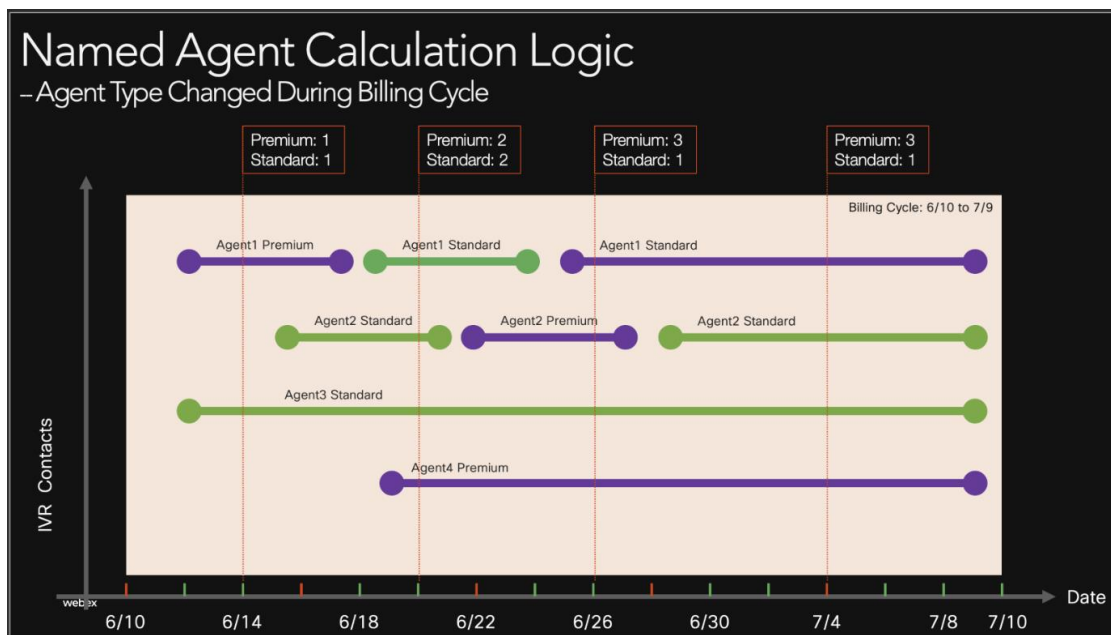 Named Agent Calculation Logic
– Agent Type Changed During Billing Cycle
Premium: 1
Standard: 1
Premium: 2
Standard: 2
Premium: 3
Standard: 1
Premium: 3
Standard: 1
Billing Cycle: 6/10 to 7/9
Agent1 Premium
Agent1 Standard
Agent1 Standard
Agent2 Standard
Agent2 Premium
Agent2 Standard
Agent3 Standard
Agent4 Premium
IVR Contacts
webex
Date
6/10
6/14
6/18
6/22
6/26
6/30
7/4
7/8
7/10